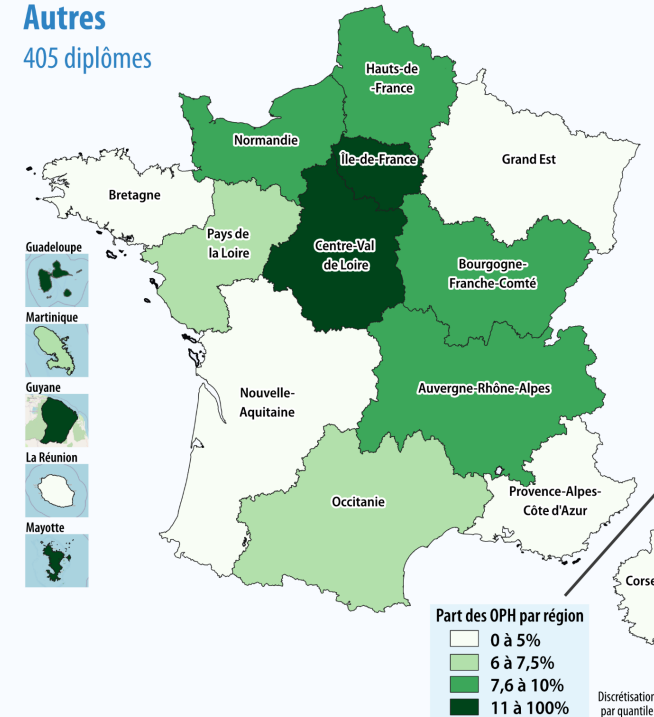 Autres
405 diplômes
Hauts-de
-France
Normandie
Île-de-France
Grand Est
Bretagne
Pays de
la Loire
Centre-Val
de Loire
Bourgogne-
Franche-Comté
Guadeloupe
Martinique
Guyane
La Réunion
Mayotte
Auvergne-Rhône-Alpes
Nouvelle-
Aquitaine
Occitanie
Provence-Alpes-
Côte d'Azur
Corse
Part des OPH par région
0 à 5%
6 à 7,5%
7,6 à 10%
11 à 100%
Discrétisation
par quantile